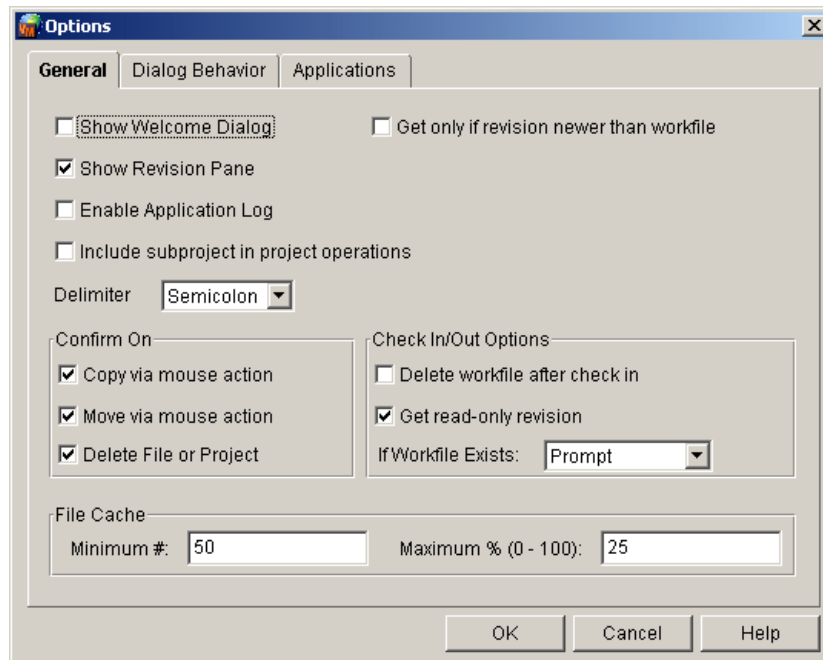 VM Options
General Dialog Behavior Applications
Show Welcome Dialog Get only if revision newer than workfile
Show Revision Pane
Enable Application Log
Include subproject in project operations
Delimiter Semicolon
Confirm On Check In/Out Options
Copy via mouse action Delete workfile after check in
Move via mouse action Get read-only revision
Delete File or Project If Workfile Exists: Prompt
File Cache
Minimum #: 50 Maximum % (0 - 100): 25
OK Cancel Help